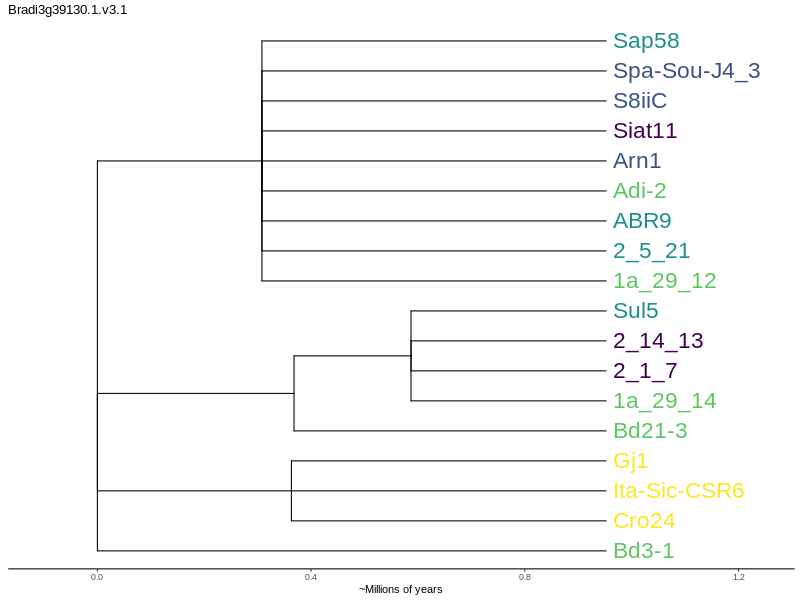 Bradi3g39130.1.v3.1
Sap58
Spa-Sou-J4_3
S8iiC
Siat11
Arn1
Adi-2
ABR9
2_5_21
1a_29_12
Sul5
2_14_13
2_1_7
1a_29_14
Bd21-3
Gj1
Ita-Sic-CSR6
Cro24
Bd3-1
0.0 0.4 0.8 1.2
~Millions of years